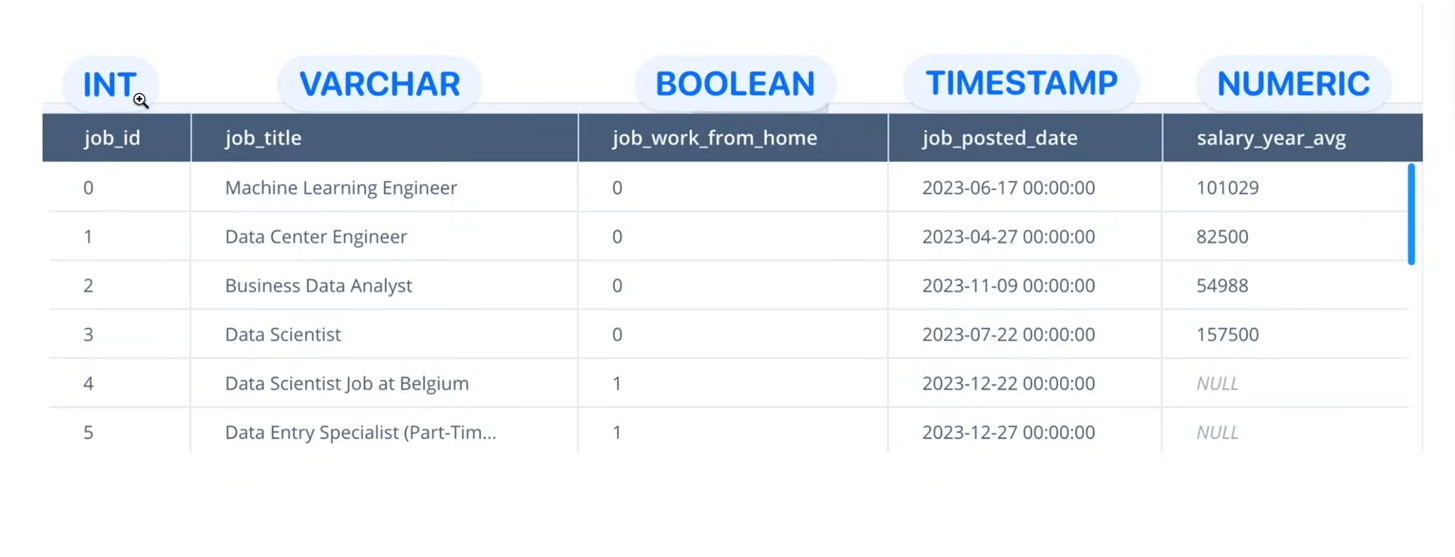 INT VARCHAR BOOLEAN TIMESTAMP NUMERIC
job_id job_title job_work_from_home job_posted_date salary_year_avg
0 Machine Learning Engineer 0 2023-06-17 00:00:00 101029
1 Data Center Engineer 0 2023-04-27 00:00:00 82500
2 Business Data Analyst 0 2023-11-09 00:00:00 54988
3 Data Scientist 0 2023-07-22 00:00:00 157500
4 Data Scientist Job at Belgium 1 2023-12-22 00:00:00 NULL
5 Data Entry Specialist (Part-Tim... 1 2023-12-27 00:00:00 NULL